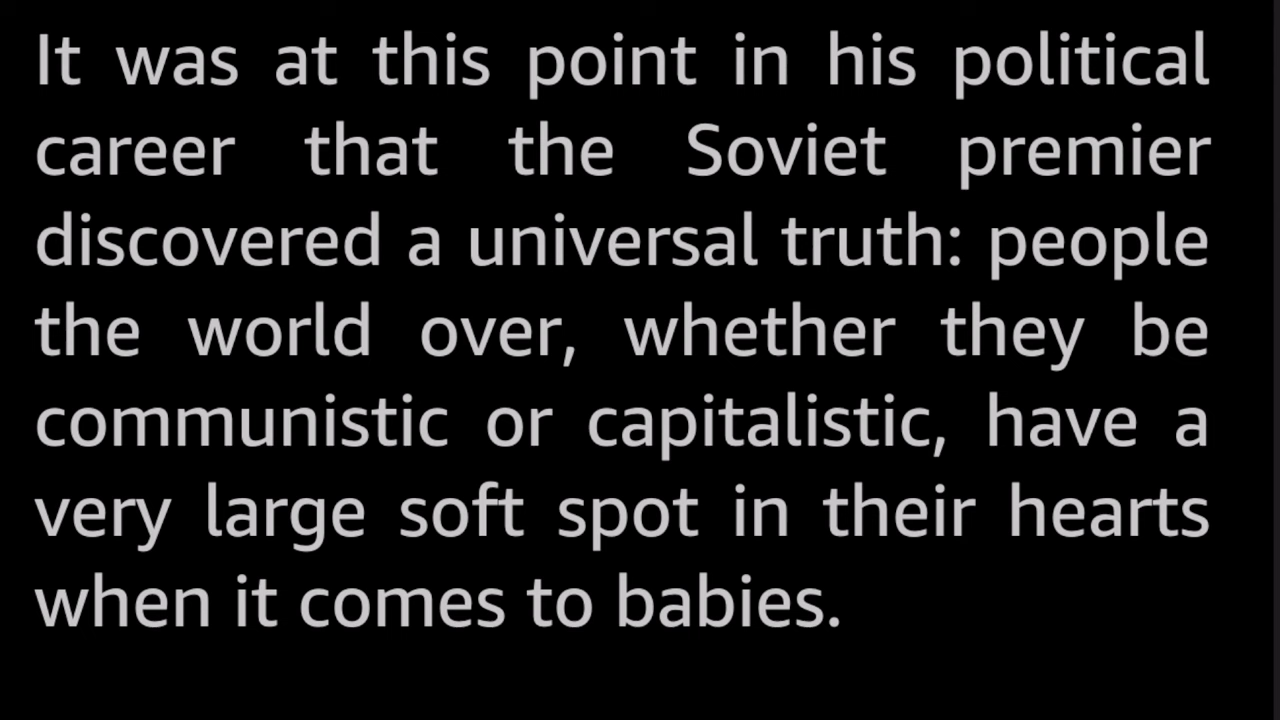 It was at this point in his political
career that the Soviet premier
discovered a universal truth: people
the world over, whether they be
communistic or capitalistic, have a
very large soft spot in their hearts
when it comes to babies.